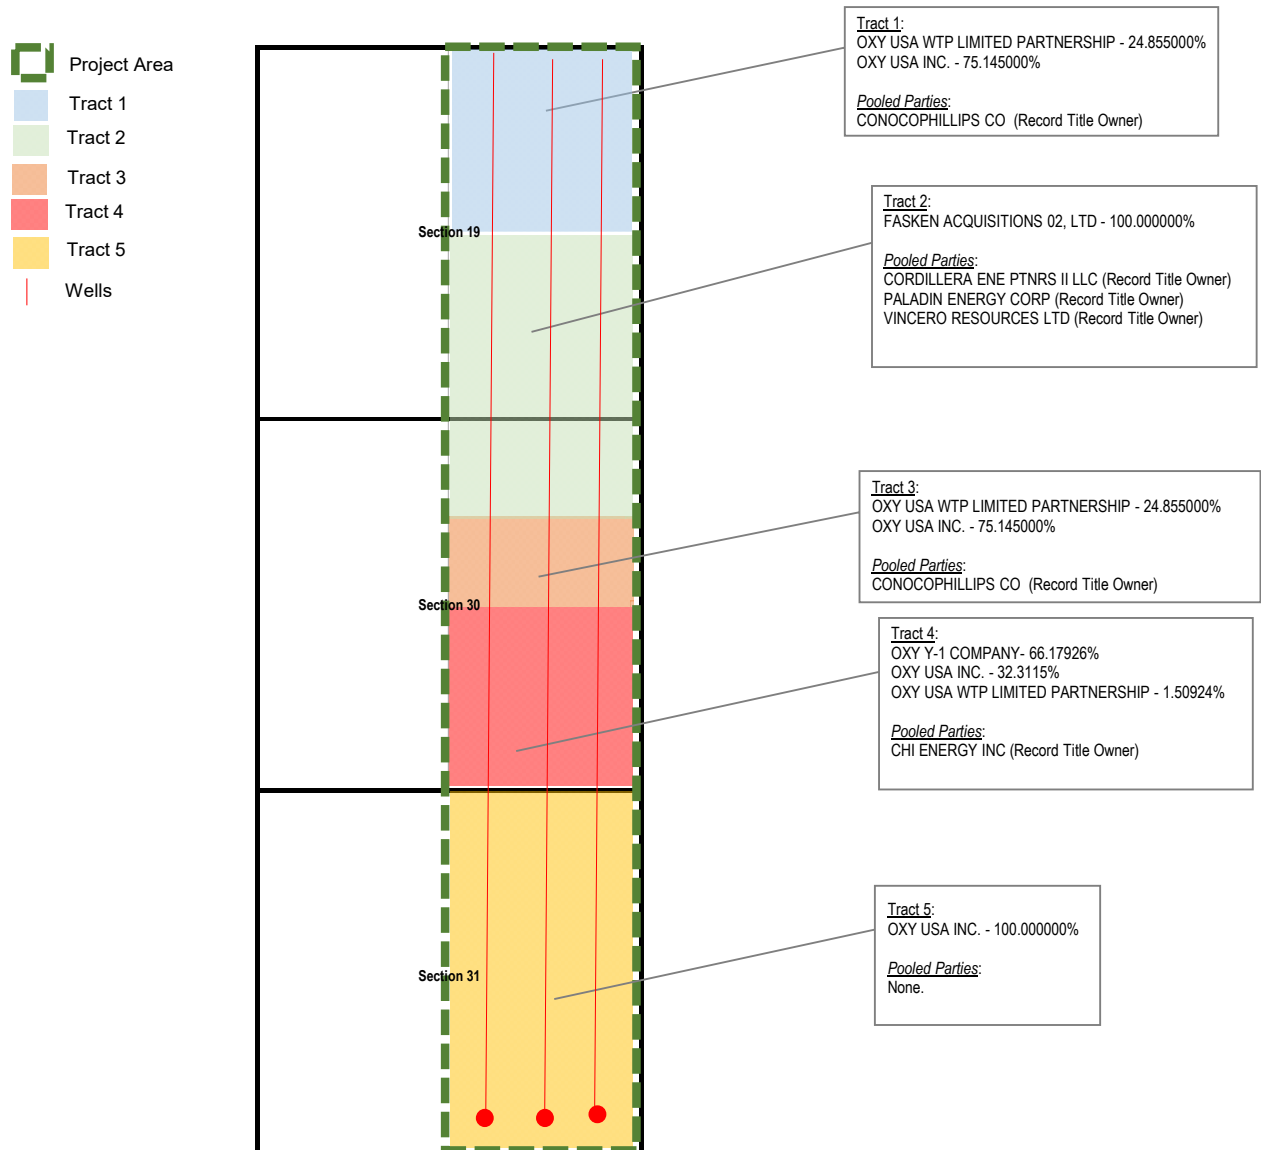 Project Area
Tract 1
Tract 2
Tract 3
Tract 4
Tract 5
Wells
Section 19
Section 30
Section 31
Tract 1:
OXY USA WTP LIMITED PARTNERSHIP - 24.855000%
OXY USA INC. - 75.145000%
Pooled Parties:
CONOCOPHILLIPS CO (Record Title Owner)
Tract 2:
FASKEN ACQUISITIONS 02, LTD - 100.000000%
Pooled Parties:
CORDILLERA ENE PTNRS II LLC (Record Title Owner)
PALADIN ENERGY CORP (Record Title Owner)
VINCERO RESOURCES LTD (Record Title Owner)
Tract 3:
OXY USA WTP LIMITED PARTNERSHIP - 24.855000%
OXY USA INC. - 75.145000%
Pooled Parties:
CONOCOPHILLIPS CO (Record Title Owner)
Tract 4:
OXY Y-1 COMPANY- 66.17926%
OXY USA INC. - 32.3115%
OXY USA WTP LIMITED PARTNERSHIP - 1.50924%
Pooled Parties:
CHI ENERGY INC (Record Title Owner)
Tract 5:
OXY USA INC. - 100.000000%
Pooled Parties:
None.